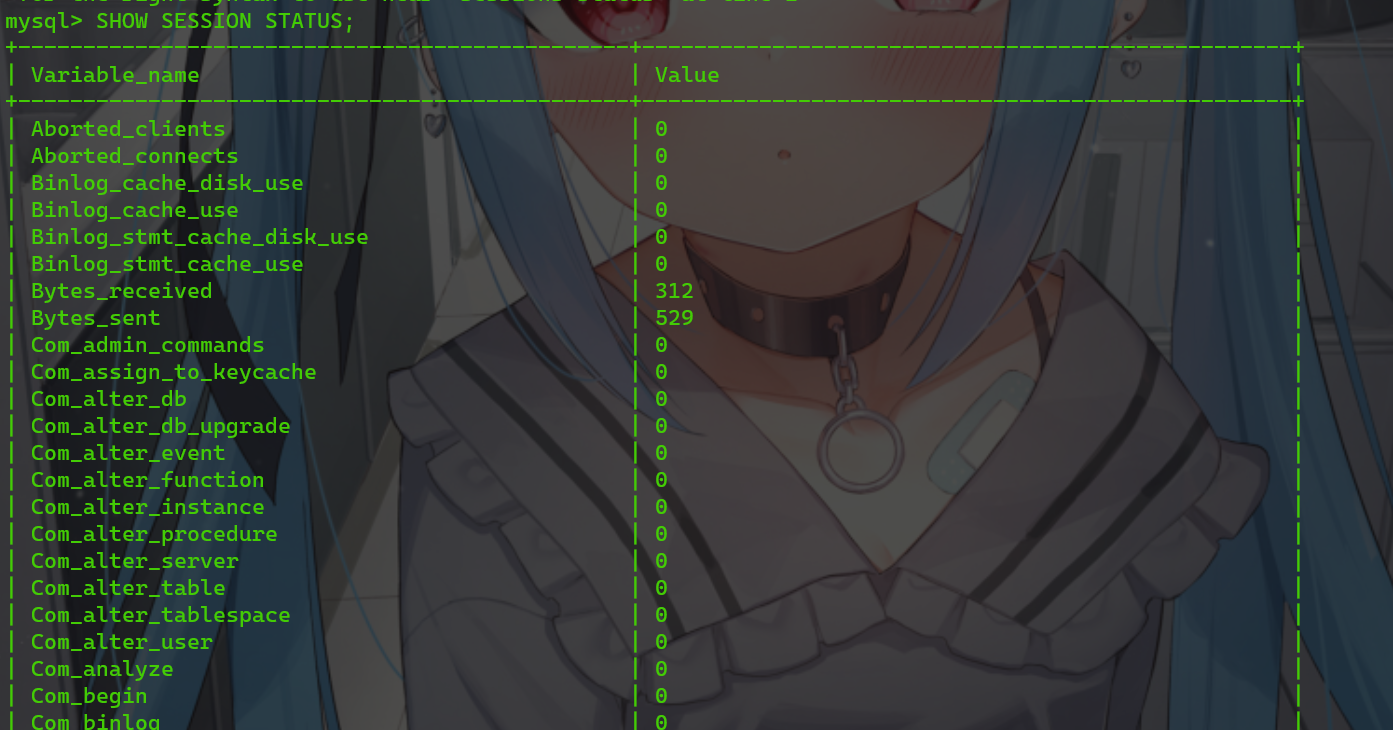 mysql> SHOW SESSION STATUS;
+-----------------------------------------------+--------------------------------------------------+
| Variable_name | Value |
+-----------------------------------------------+--------------------------------------------------+
| Aborted_clients | 0 |
| Aborted_connects | 0 |
| Binlog_cache_disk_use | 0 |
| Binlog_cache_use | 0 |
| Binlog_stmt_cache_disk_use | 0 |
| Binlog_stmt_cache_use | 0 |
| Bytes_received | 312 |
| Bytes_sent | 529 |
| Com_admin_commands | 0 |
| Com_assign_to_keycache | 0 |
| Com_alter_db | 0 |
| Com_alter_db_upgrade | 0 |
| Com_alter_event | 0 |
| Com_alter_function | 0 |
| Com_alter_instance | 0 |
| Com_alter_procedure | 0 |
| Com_alter_server | 0 |
| Com_alter_table | 0 |
| Com_alter_tablespace | 0 |
| Com_alter_user | 0 |
| Com_analyze | 0 |
| Com_begin | 0 |
| Com_binlog | 0 |